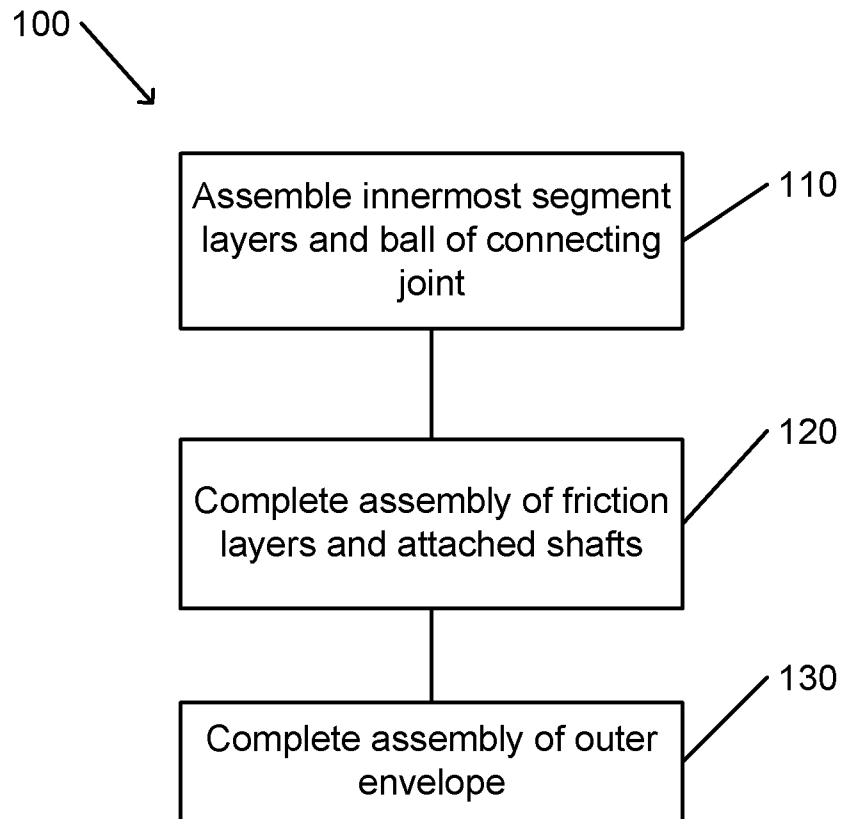 100
Assemble innermost segment
layers and ball of connecting
joint
110
Complete assembly of friction
layers and attached shafts
120
Complete assembly of outer
envelope
130